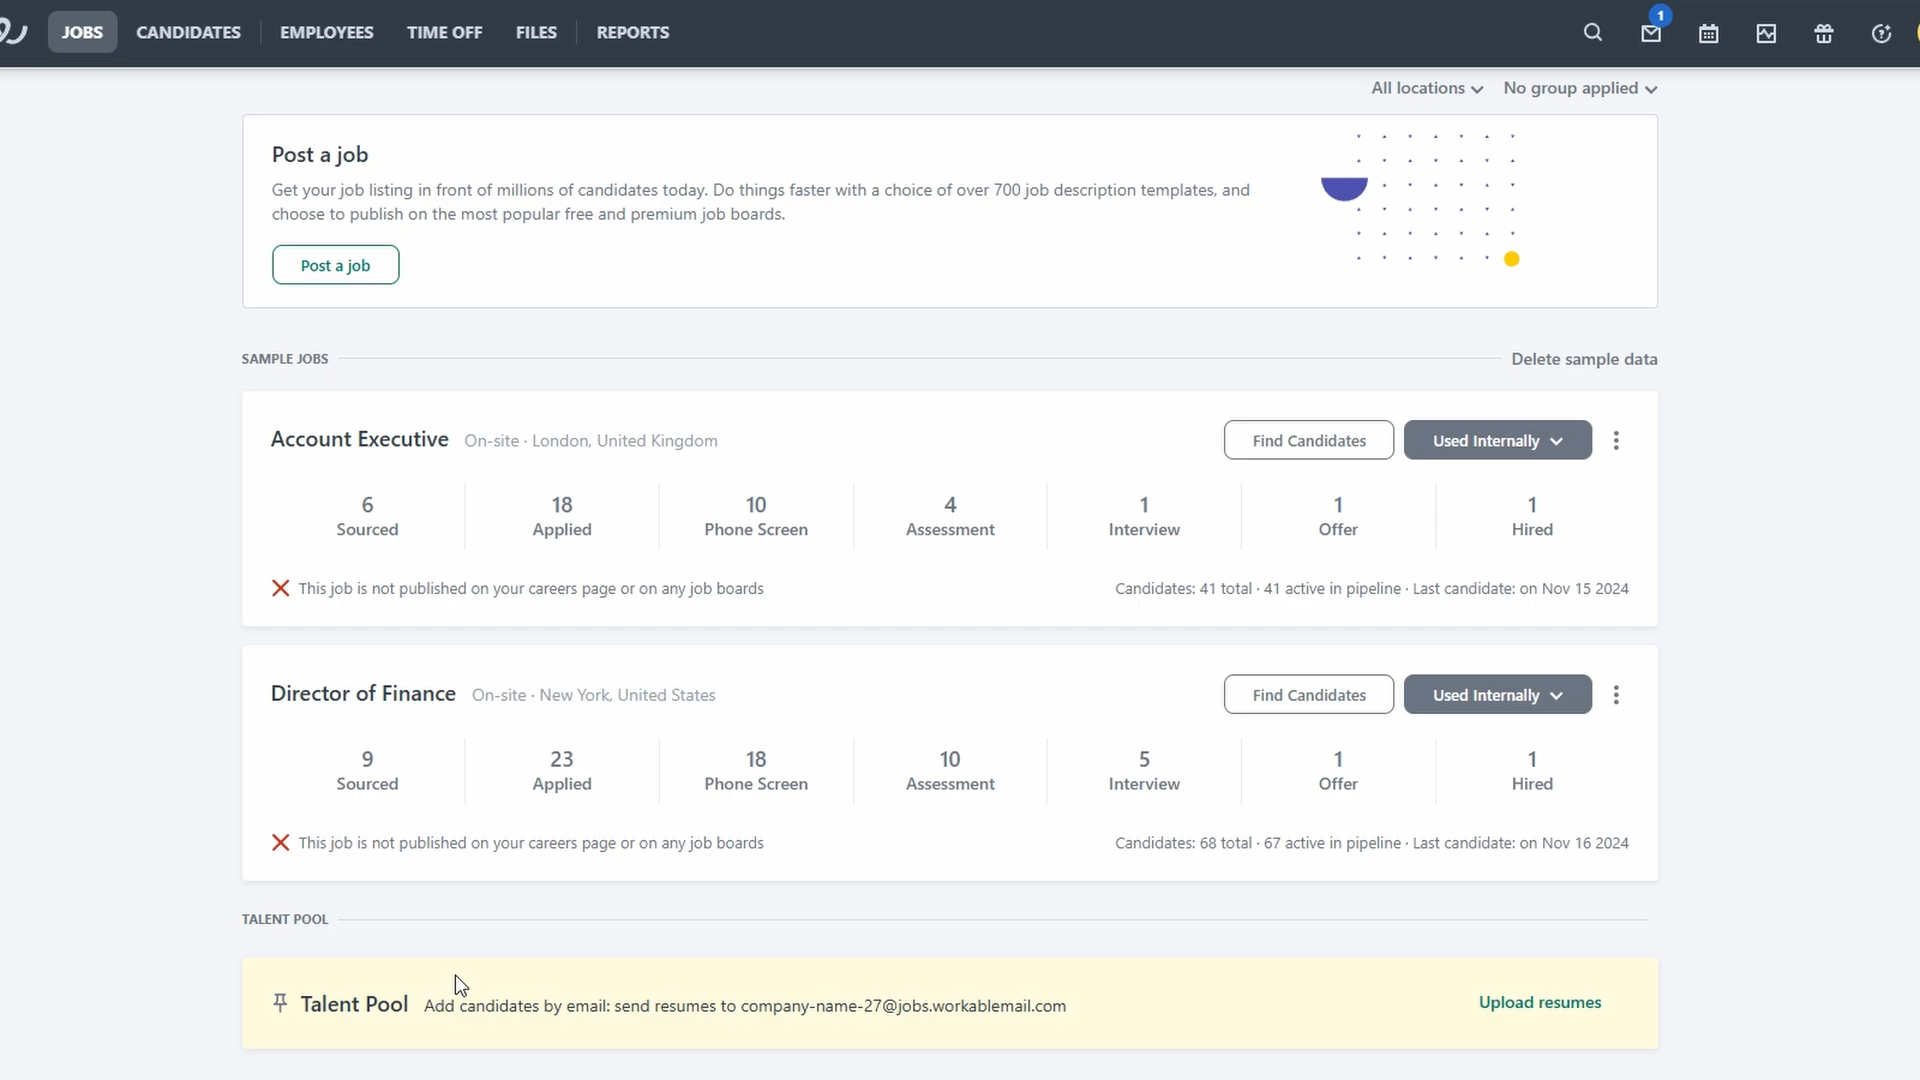 JOBS CANDIDATES EMPLOYEES TIME OFF FILES REPORTS 1
All locations No group applied
Post a job
Get your job listing in front of millions of candidates today. Do things faster with a choice of over 700 job description templates, and
choose to publish on the most popular free and premium job boards.
Post a job
SAMPLE JOBS Delete sample data
Account Executive On-site · London, United Kingdom Find Candidates Used Internally
6 18 10 4 1 1 1
Sourced Applied Phone Screen Assessment Interview Offer Hired
This job is not published on your careers page or on any job boards Candidates: 41 total · 41 active in pipeline · Last candidate: on Nov 15 2024
Director of Finance On-site · New York, United States Find Candidates Used Internally
9 23 18 10 5 1 1
Sourced Applied Phone Screen Assessment Interview Offer Hired
This job is not published on your careers page or on any job boards Candidates: 68 total · 67 active in pipeline · Last candidate: on Nov 16 2024
TALENT POOL
Talent Pool Add candidates by email: send resumes to company-name-27@jobs.workablemail.com Upload resumes